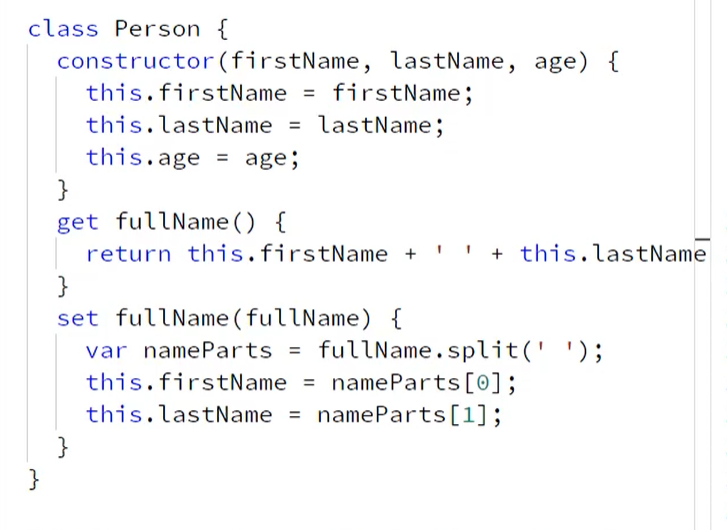 class Person {
  constructor(firstName, lastName, age) {
    this.firstName = firstName;
    this.lastName = lastName;
    this.age = age;
  }
  get fullName() {
    return this.firstName + ' ' + this.lastName
  }
  set fullName(fullName) {
    var nameParts = fullName.split(' ');
    this.firstName = nameParts[0];
    this.lastName = nameParts[1];
  }
}